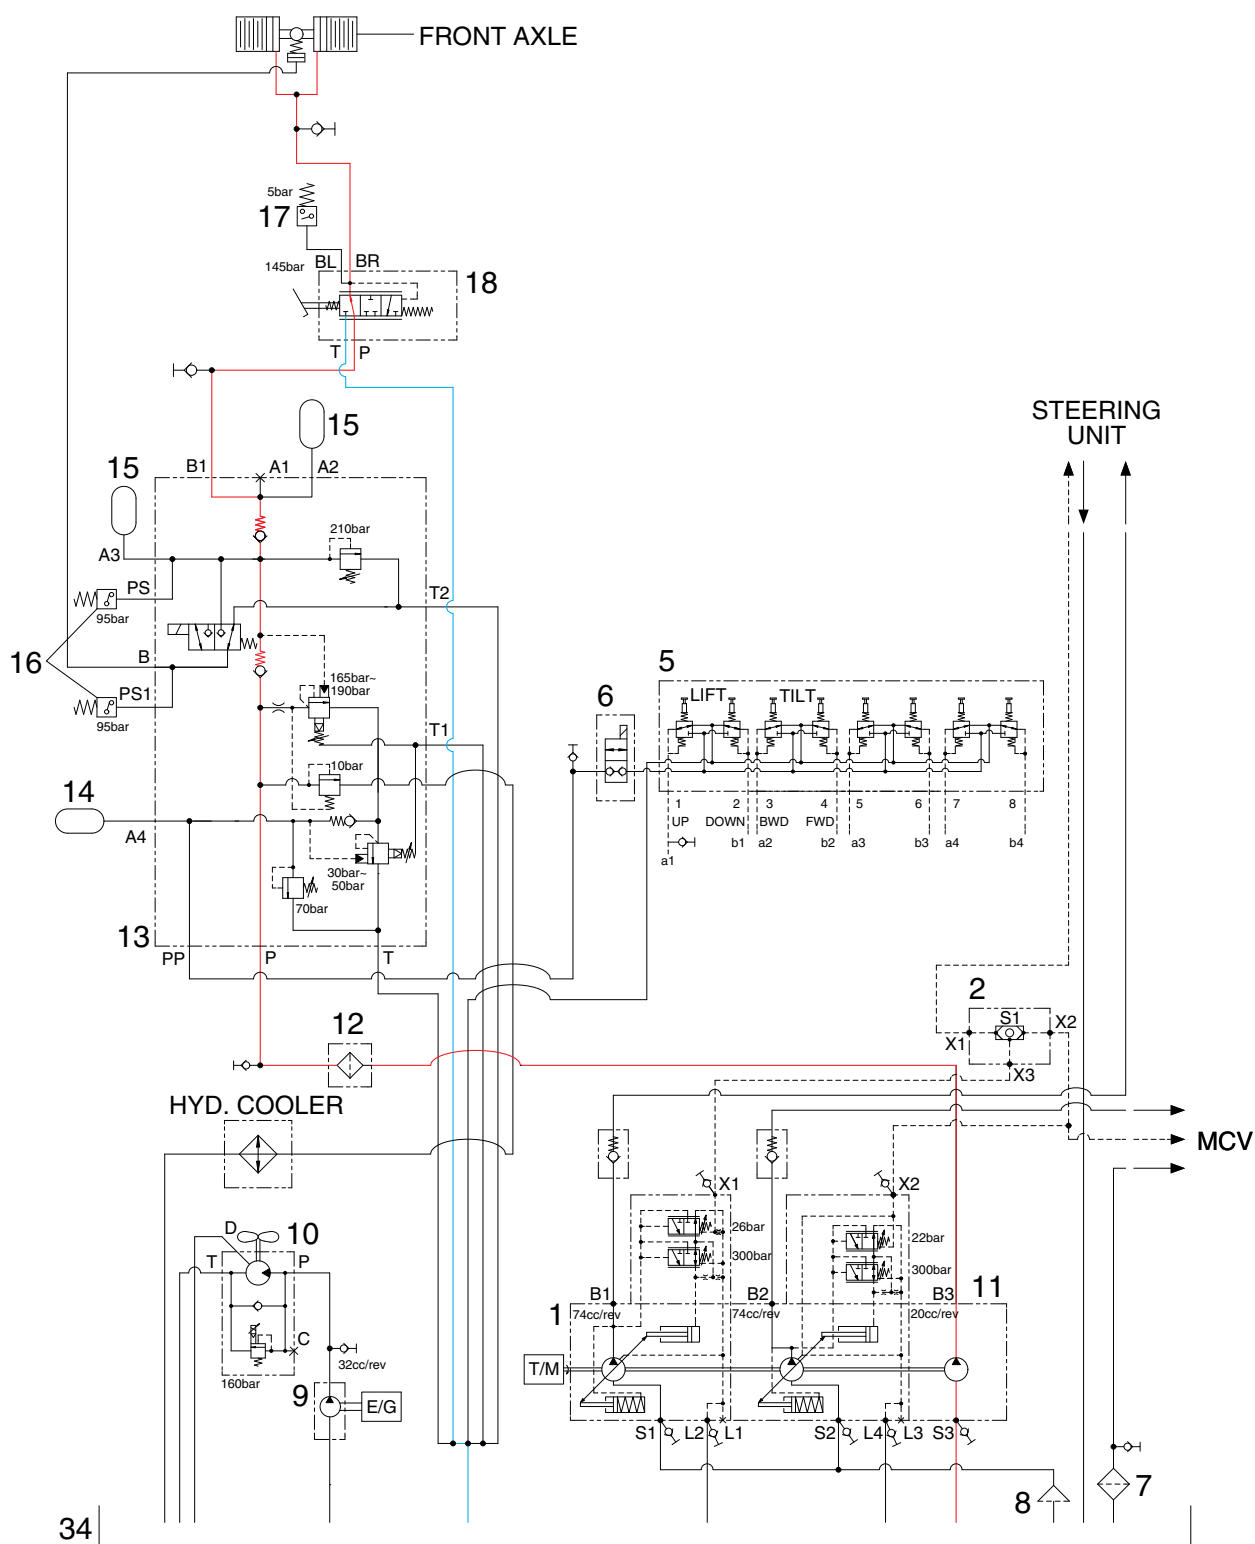 FRONT AXLE
5bar
17
145bar
BL
BR
18
T
P
15
B1
A1
A2
15
A3
210bar
PS
95bar
T2
16
B
PS1
95bar
165bar~
190bar
T1
10bar
14
A4
30bar~
50bar
70bar
13
PP
P
T
STEERING
UNIT
5
6
LIFT
TILT
1
2
3
4
5
6
7
8
UP
DOWN
BWD
FWD
a1
b1
a2
b2
a3
b3
a4
b4
2
S1
X1
X2
X3
12
HYD. COOLER
MCV
X1
X2
26bar
300bar
22bar
300bar
D
10
T
P
C
160bar
32cc/rev
9
E/G
B1
B2
B3
11
1
74cc/rev
74cc/rev
20cc/rev
T/M
S1
L2
L1
S2
L4
L3
S3
8
7
34